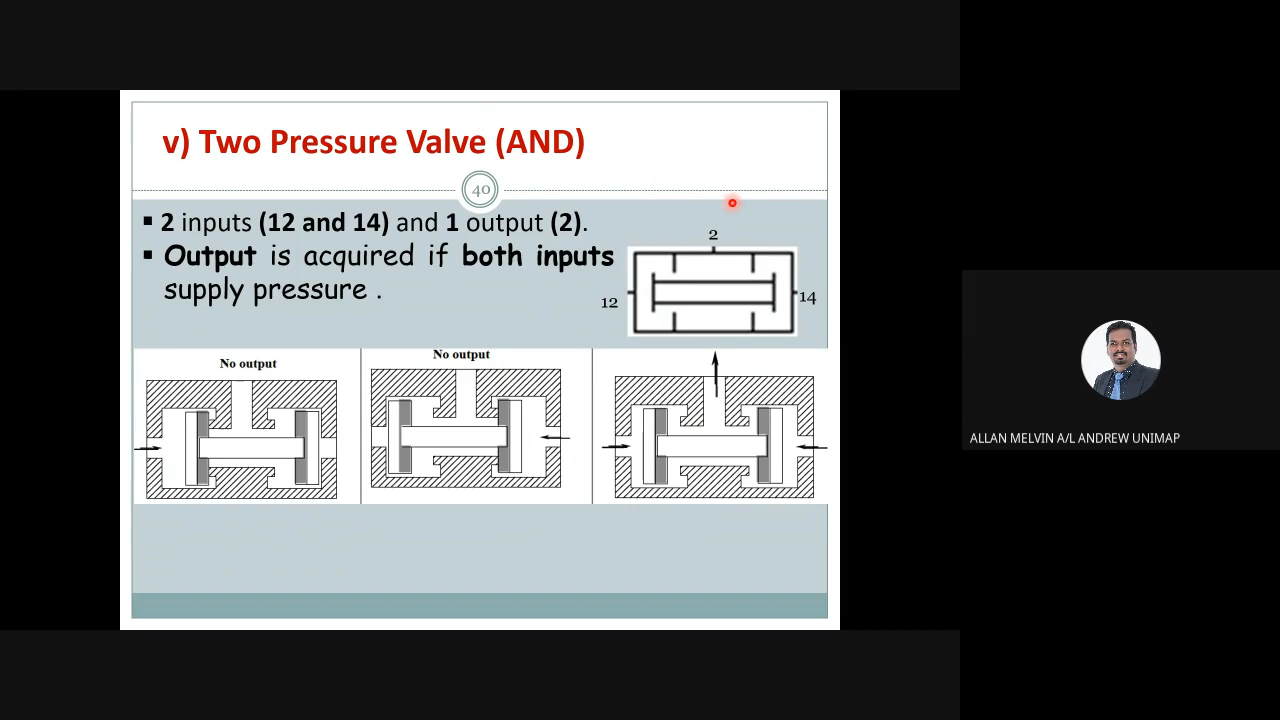 v) Two Pressure Valve (AND)
40
▪ 2 inputs (12 and 14) and 1 output (2).
▪ Output is acquired if both inputs
supply pressure .
2
12
14
No output
No output
ALLAN MELVIN A/L ANDREW UNIMAP